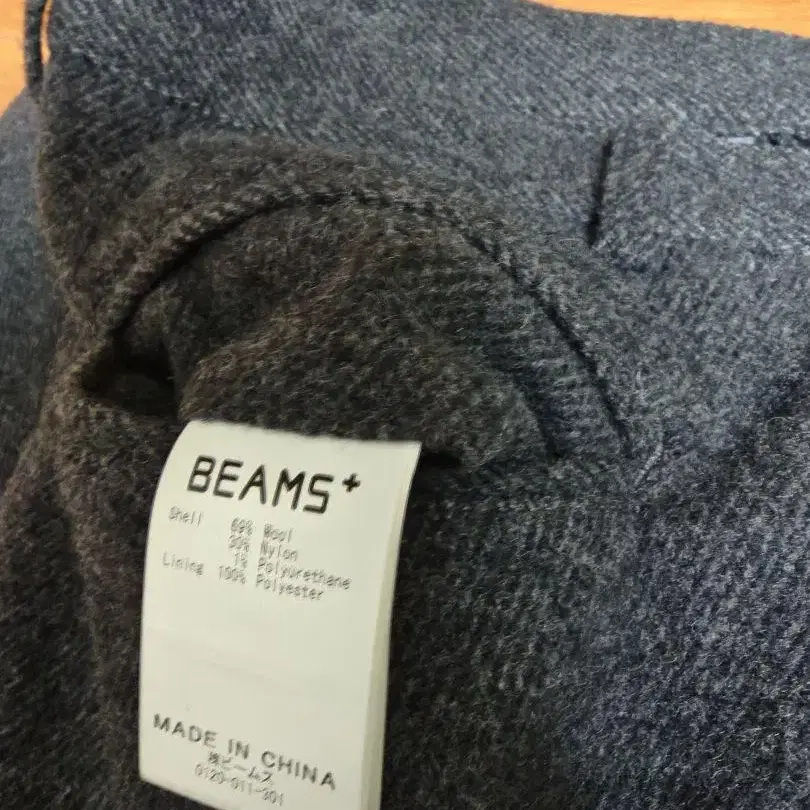 BEAMS+
Shell 69% Wool
30% Nylon
1% Polyurethane
Lining 100% Polyester
MADE IN CHINA
㈱ビームス
0120-011-301